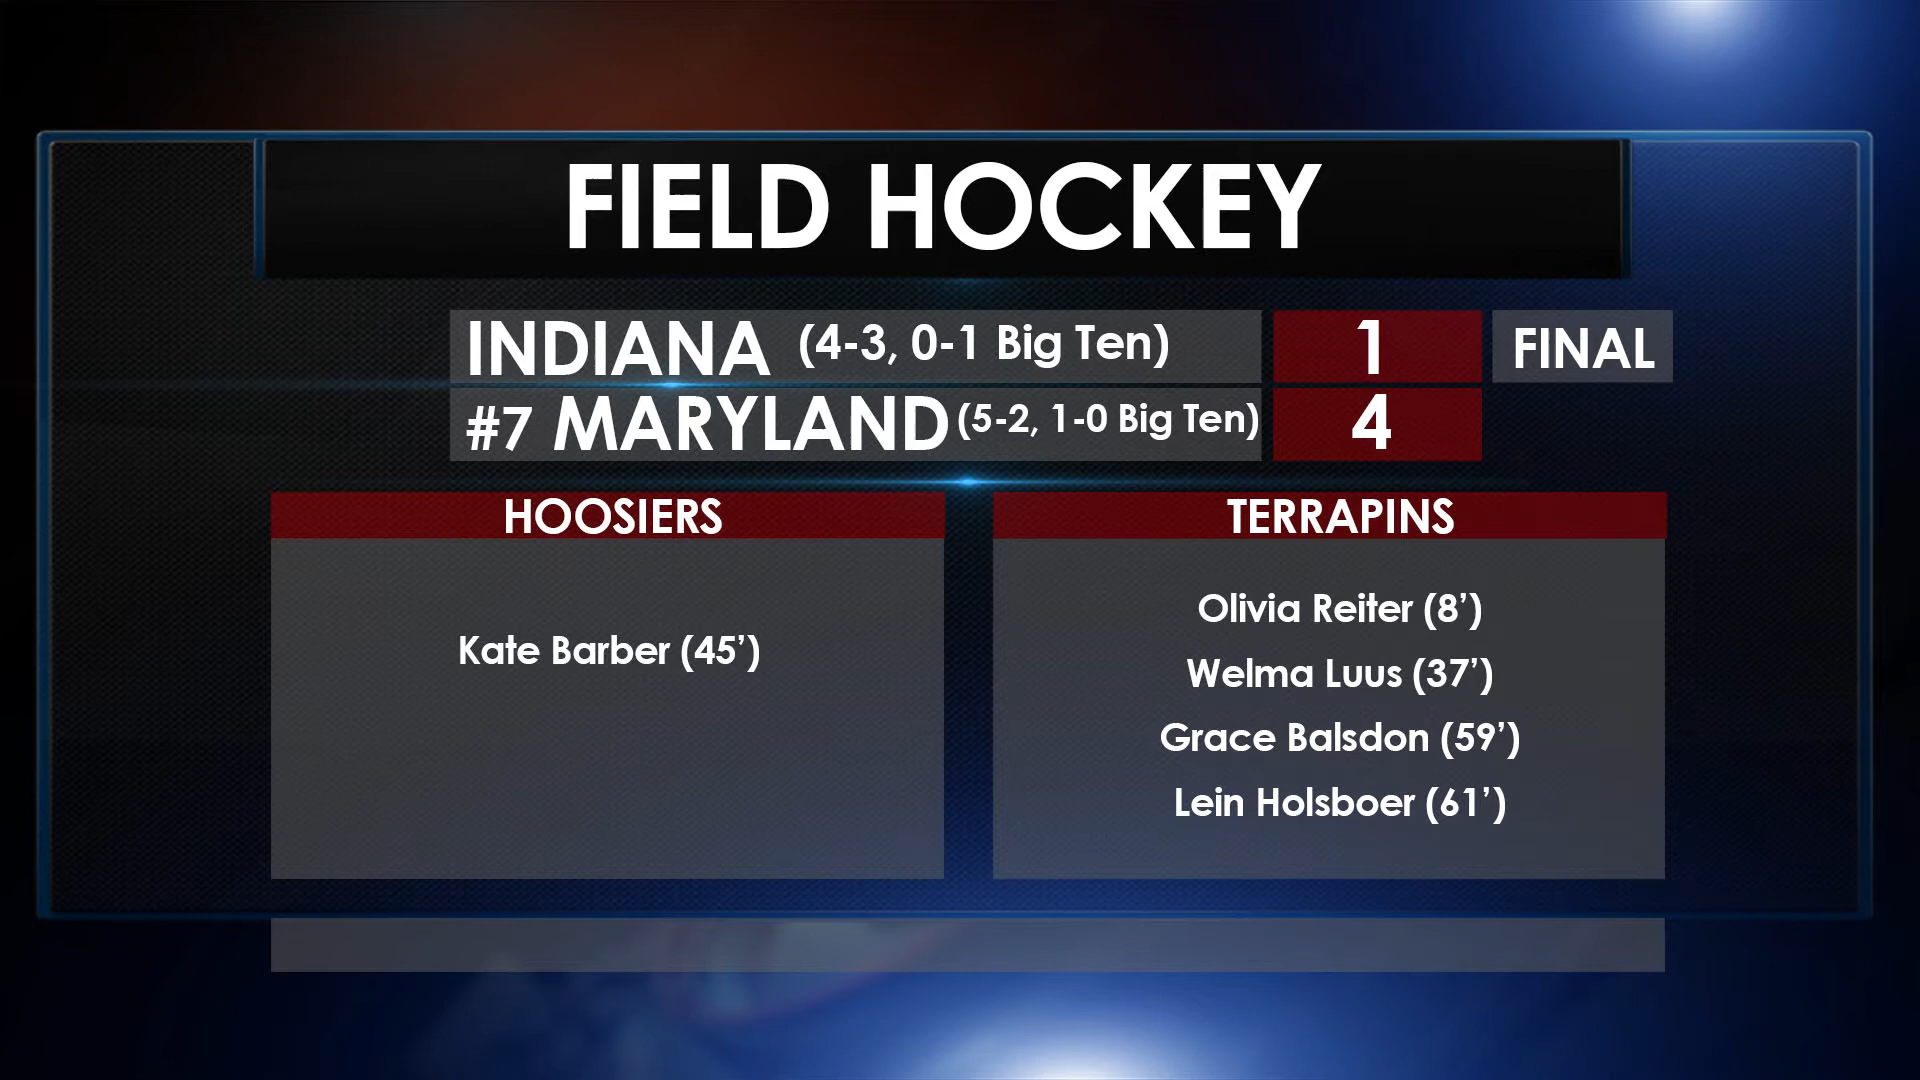 FIELD HOCKEY
INDIANA (4-3, 0-1 Big Ten) 1 FINAL
#7 MARYLAND (5-2, 1-0 Big Ten) 4
HOOSIERS
Kate Barber (45’)
TERRAPINS
Olivia Reiter (8’)
Welma Luus (37’)
Grace Balsdon (59’)
Lein Holsboer (61’)